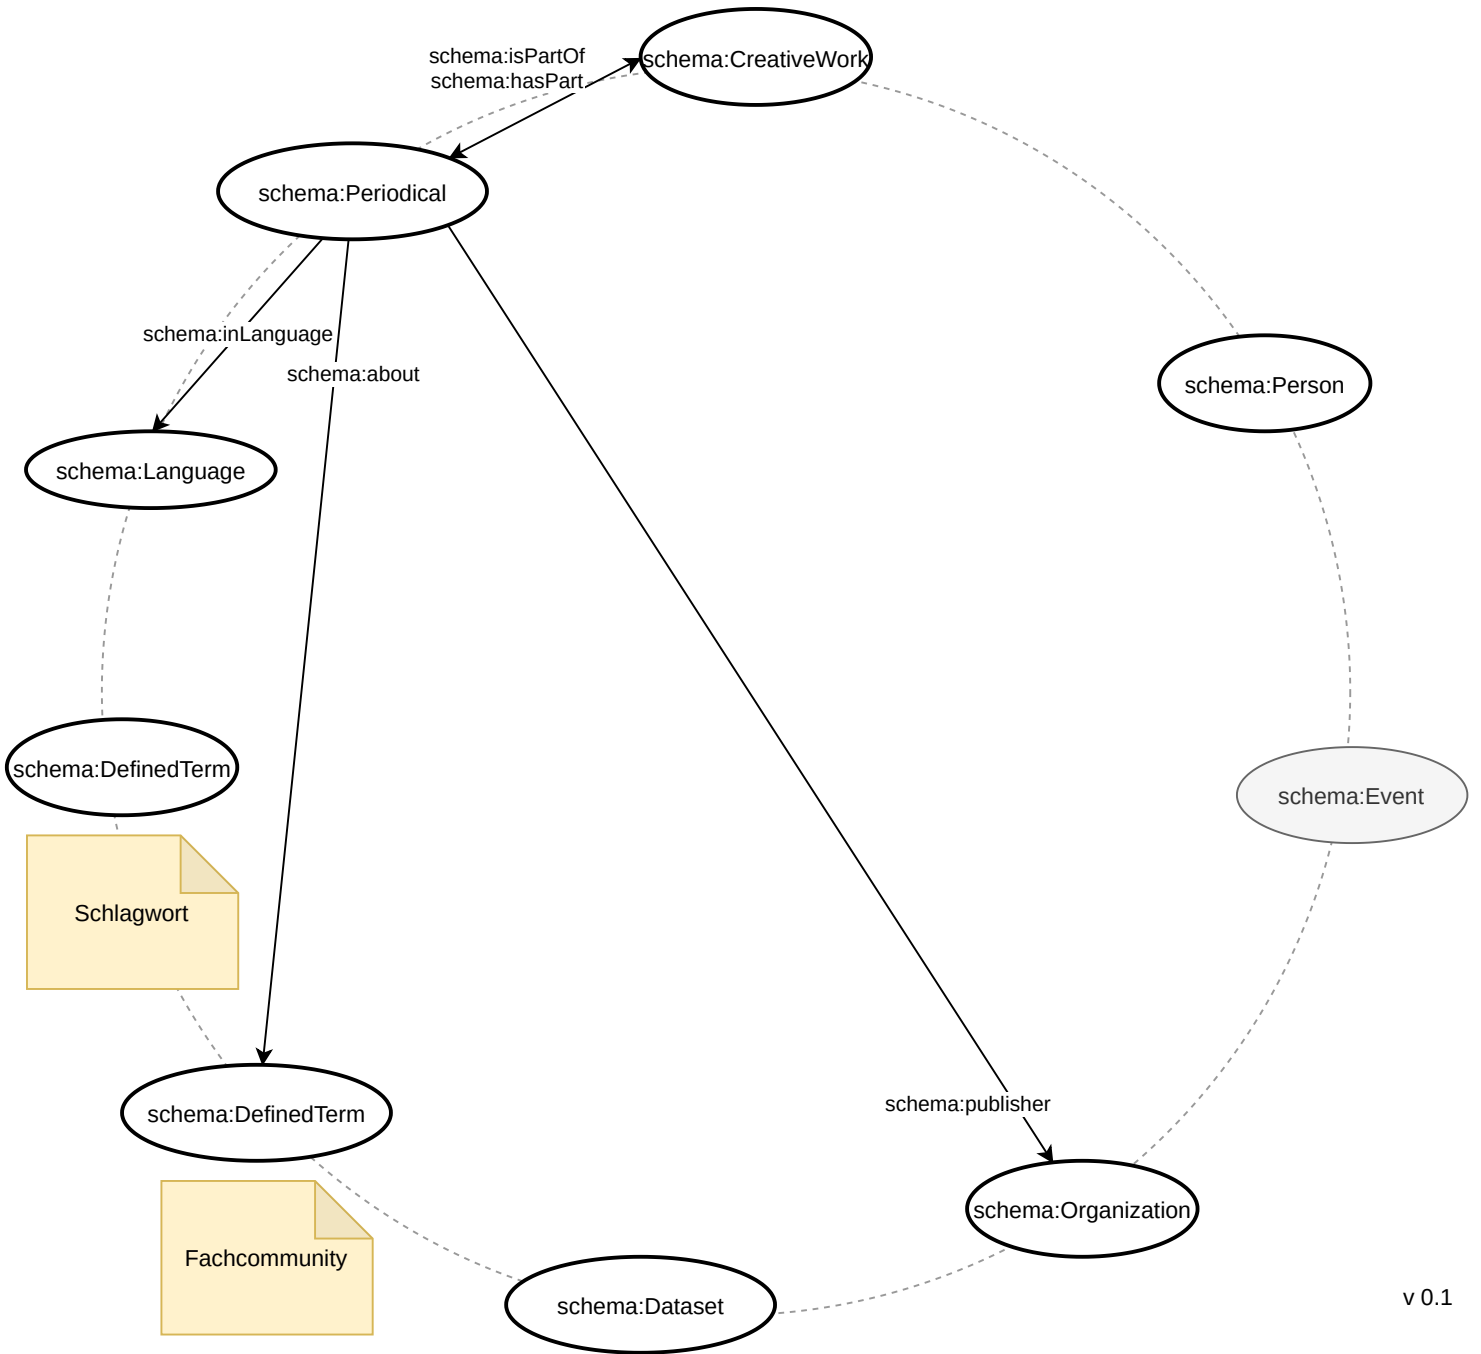 schema:isPartOf
schema:hasPart
schema:CreativeWork
schema:Periodical
schema:inLanguage
schema:about
schema:Person
schema:Language
schema:DefinedTerm
schema:Event
Schlagwort
schema:publisher
schema:DefinedTerm
schema:Organization
Fachcommunity
schema:Dataset
v 0.1